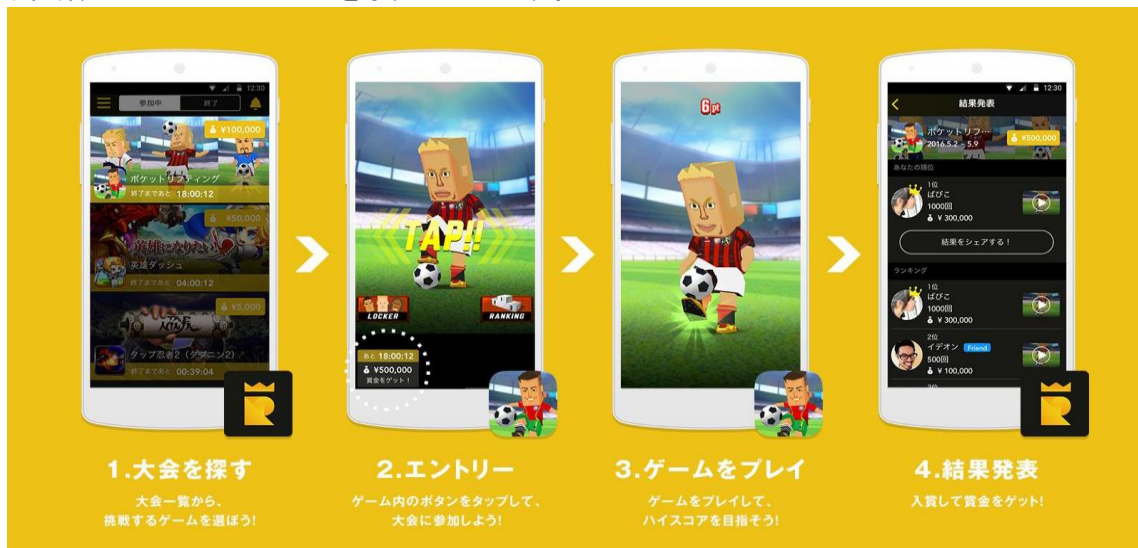 12:30
参加中
終了
¥100,000
ポケットリフティング
終了まであと 18:00:12
¥50,000
英雄になりたい!
英雄ダッシュ
終了まであと 04:00:12
¥5,000
タップ忍者2(タプニン2)
終了まであと 00:39:04
1.大会を探す
大会一覧から、
挑戦するゲームを選ぼう!
TAP!!
LOCKER
RANKING
あと 18:00:12
¥500,000
賞金をゲット!
2.エントリー
ゲーム内のボタンをタップして、
大会に参加しよう!
6pt
3.ゲームをプレイ
ゲームをプレイして、
ハイスコアを目指そう!
12:30
結果発表
ポケットリフ…
2016.5.2 - 5.9
¥500,000
あなたの順位
1位
ぱぴこ
1000回
¥ 300,000
結果をシェアする!
ランキング
1位
ぱぴこ
1000回
¥ 300,000
2位
イデオン Friend
500回
¥ 100,000
4.結果発表
入賞して賞金をゲット!